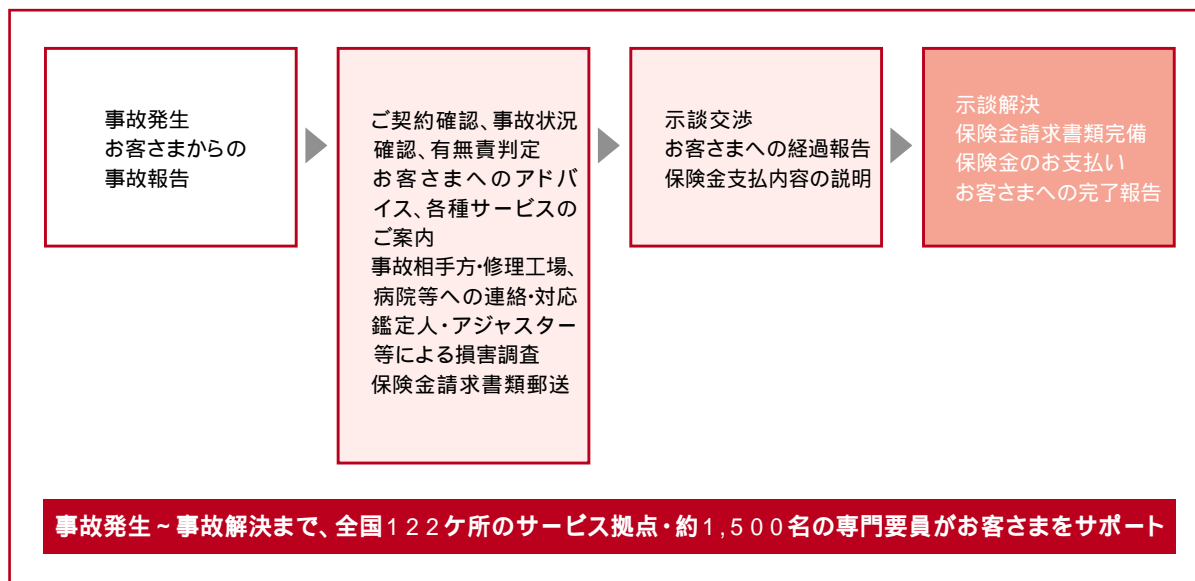 事故発生
お客さまからの
事故報告
ご契約確認、事故状況
確認、有無責判定
お客さまへのアドバ
イス、各種サービスの
ご案内
事故相手方・修理工場、
病院等への連絡・対応
鑑定人・アジャスター
等による損害調査
保険金請求書類郵送
示談交渉
お客さまへの経過報告
保険金支払内容の説明
示談解決
保険金請求書類完備
保険金のお支払い
お客さまへの完了報告
事故発生~事故解決まで、全国122ケ所のサービス拠点・約1,500名の専門要員がお客さまをサポート